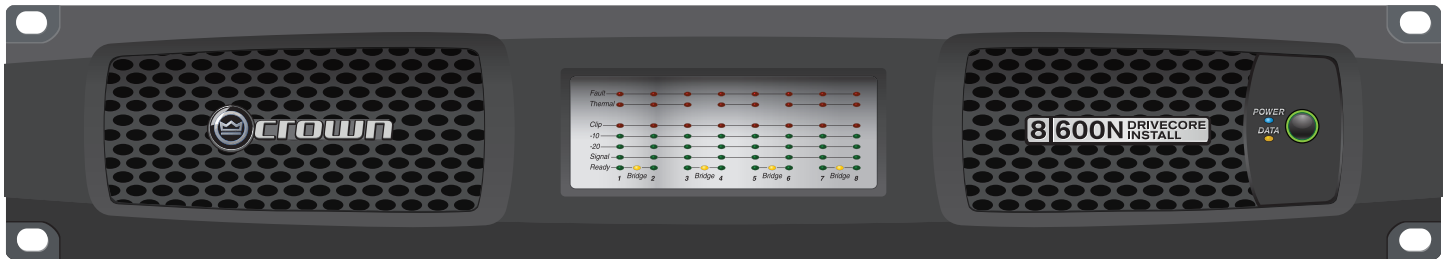 crown
Fault
Thermal
Clip
-10
-20
Signal
Ready
Bridge Bridge Bridge Bridge
1 2 3 4 5 6 7 8
8|600N DRIVECORE
INSTALL
POWER
DATA